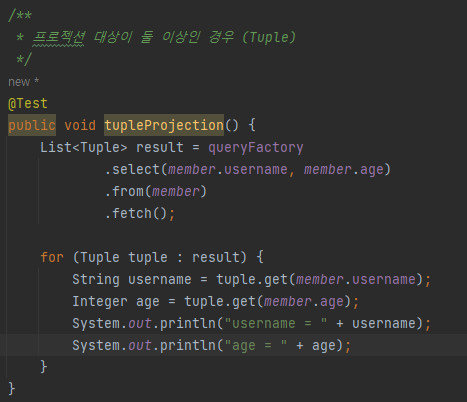 /**
 * 프로젝션 대상이 둘 이상인 경우 (Tuple)
 */
new *
@Test
public void tupleProjection() {
    List<Tuple> result = queryFactory
            .select(member.username, member.age)
            .from(member)
            .fetch();
    for (Tuple tuple : result) {
        String username = tuple.get(member.username);
        Integer age = tuple.get(member.age);
        System.out.println("username = " + username);
        System.out.println("age = " + age);
    }
}